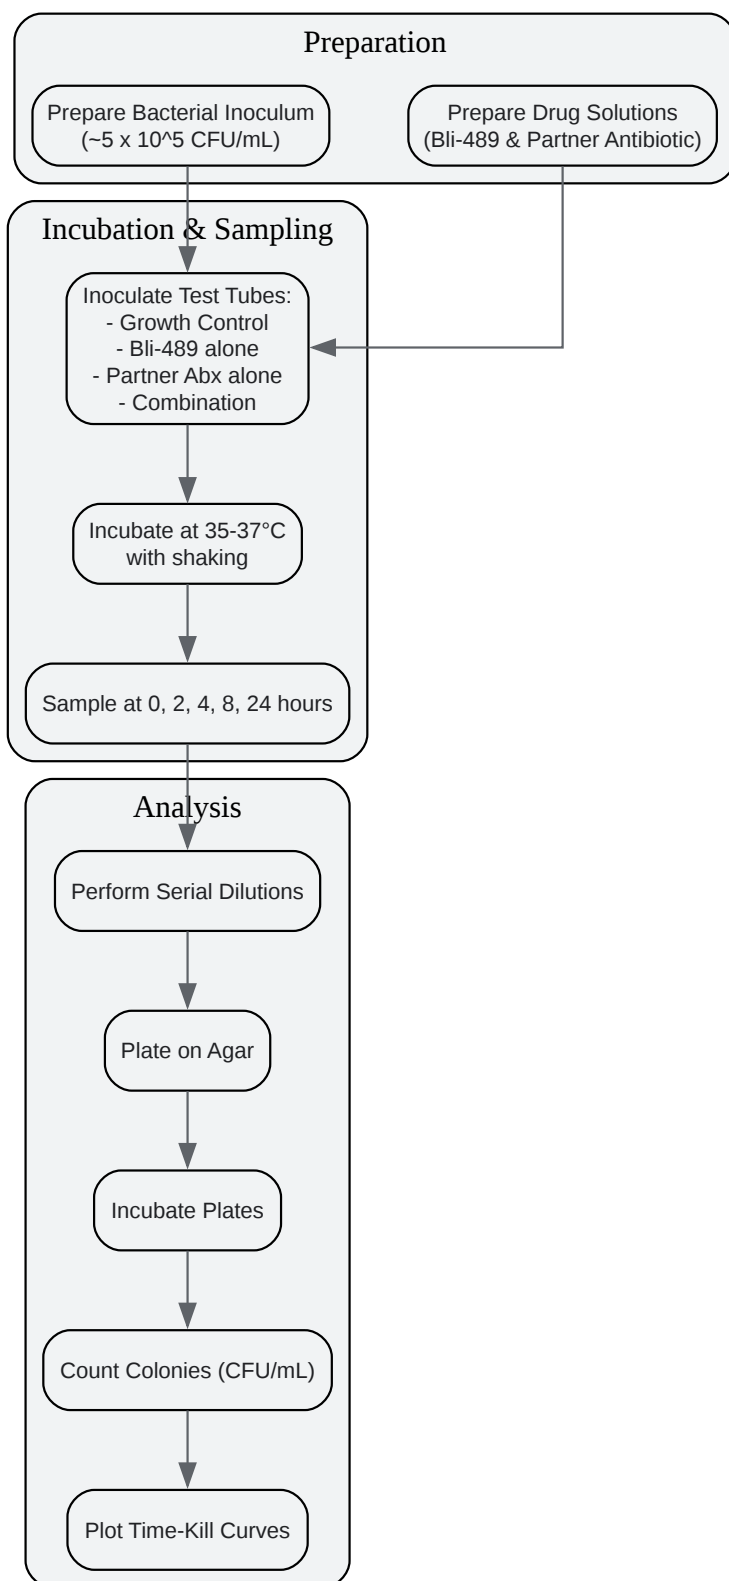 Preparation
Prepare Bacterial Inoculum
(~5 x 10^5 CFU/mL)
Prepare Drug Solutions
(Bli-489 & Partner Antibiotic)
Incubation & Sampling
Inoculate Test Tubes:
- Growth Control
- Bli-489 alone
- Partner Abx alone
- Combination
Incubate at 35-37°C
with shaking
Sample at 0, 2, 4, 8, 24 hours
Analysis
Perform Serial Dilutions
Plate on Agar
Incubate Plates
Count Colonies (CFU/mL)
Plot Time-Kill Curves